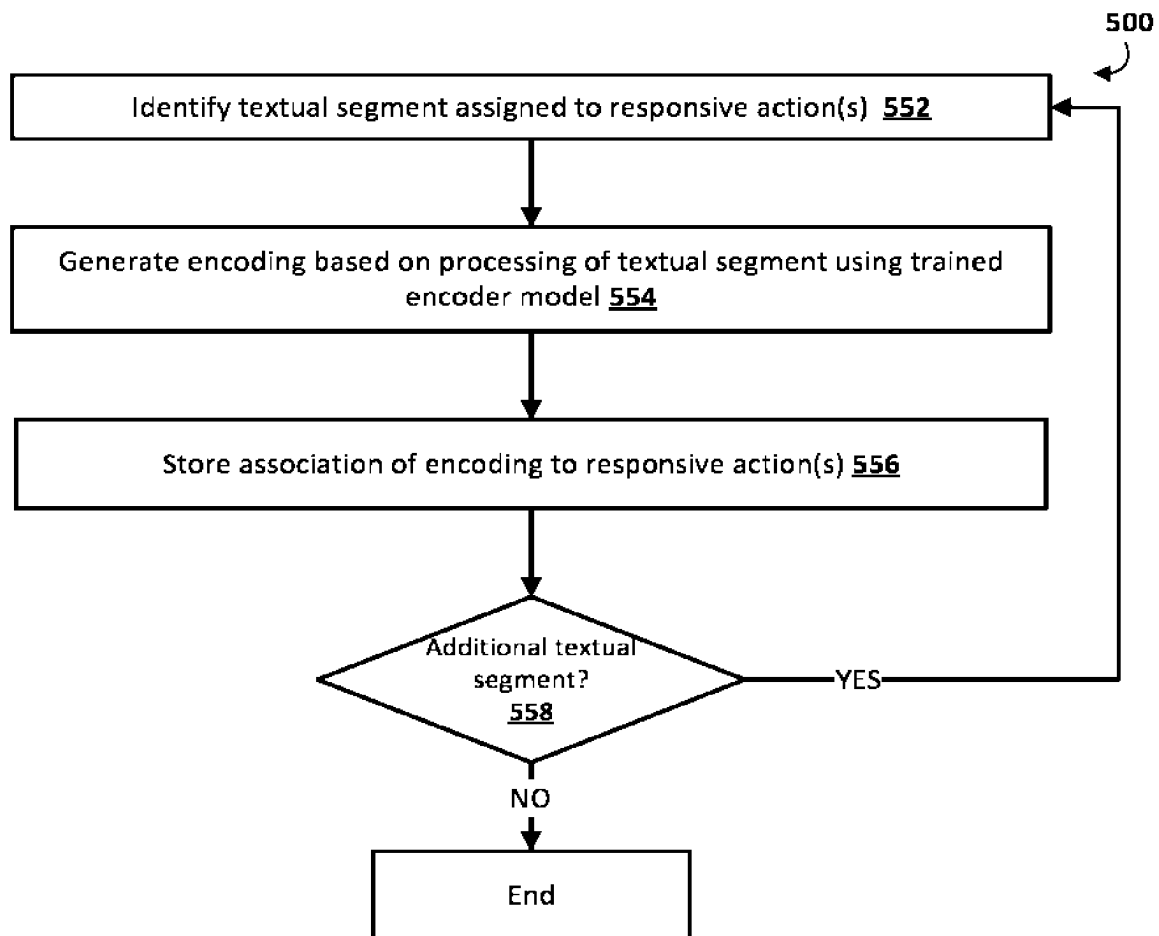 500
Identify textual segment assigned to responsive action(s) 552
Generate encoding based on processing of textual segment using trained
encoder model 554
Store association of encoding to responsive action(s) 556
Additional textual
segment?
558
YES
NO
End